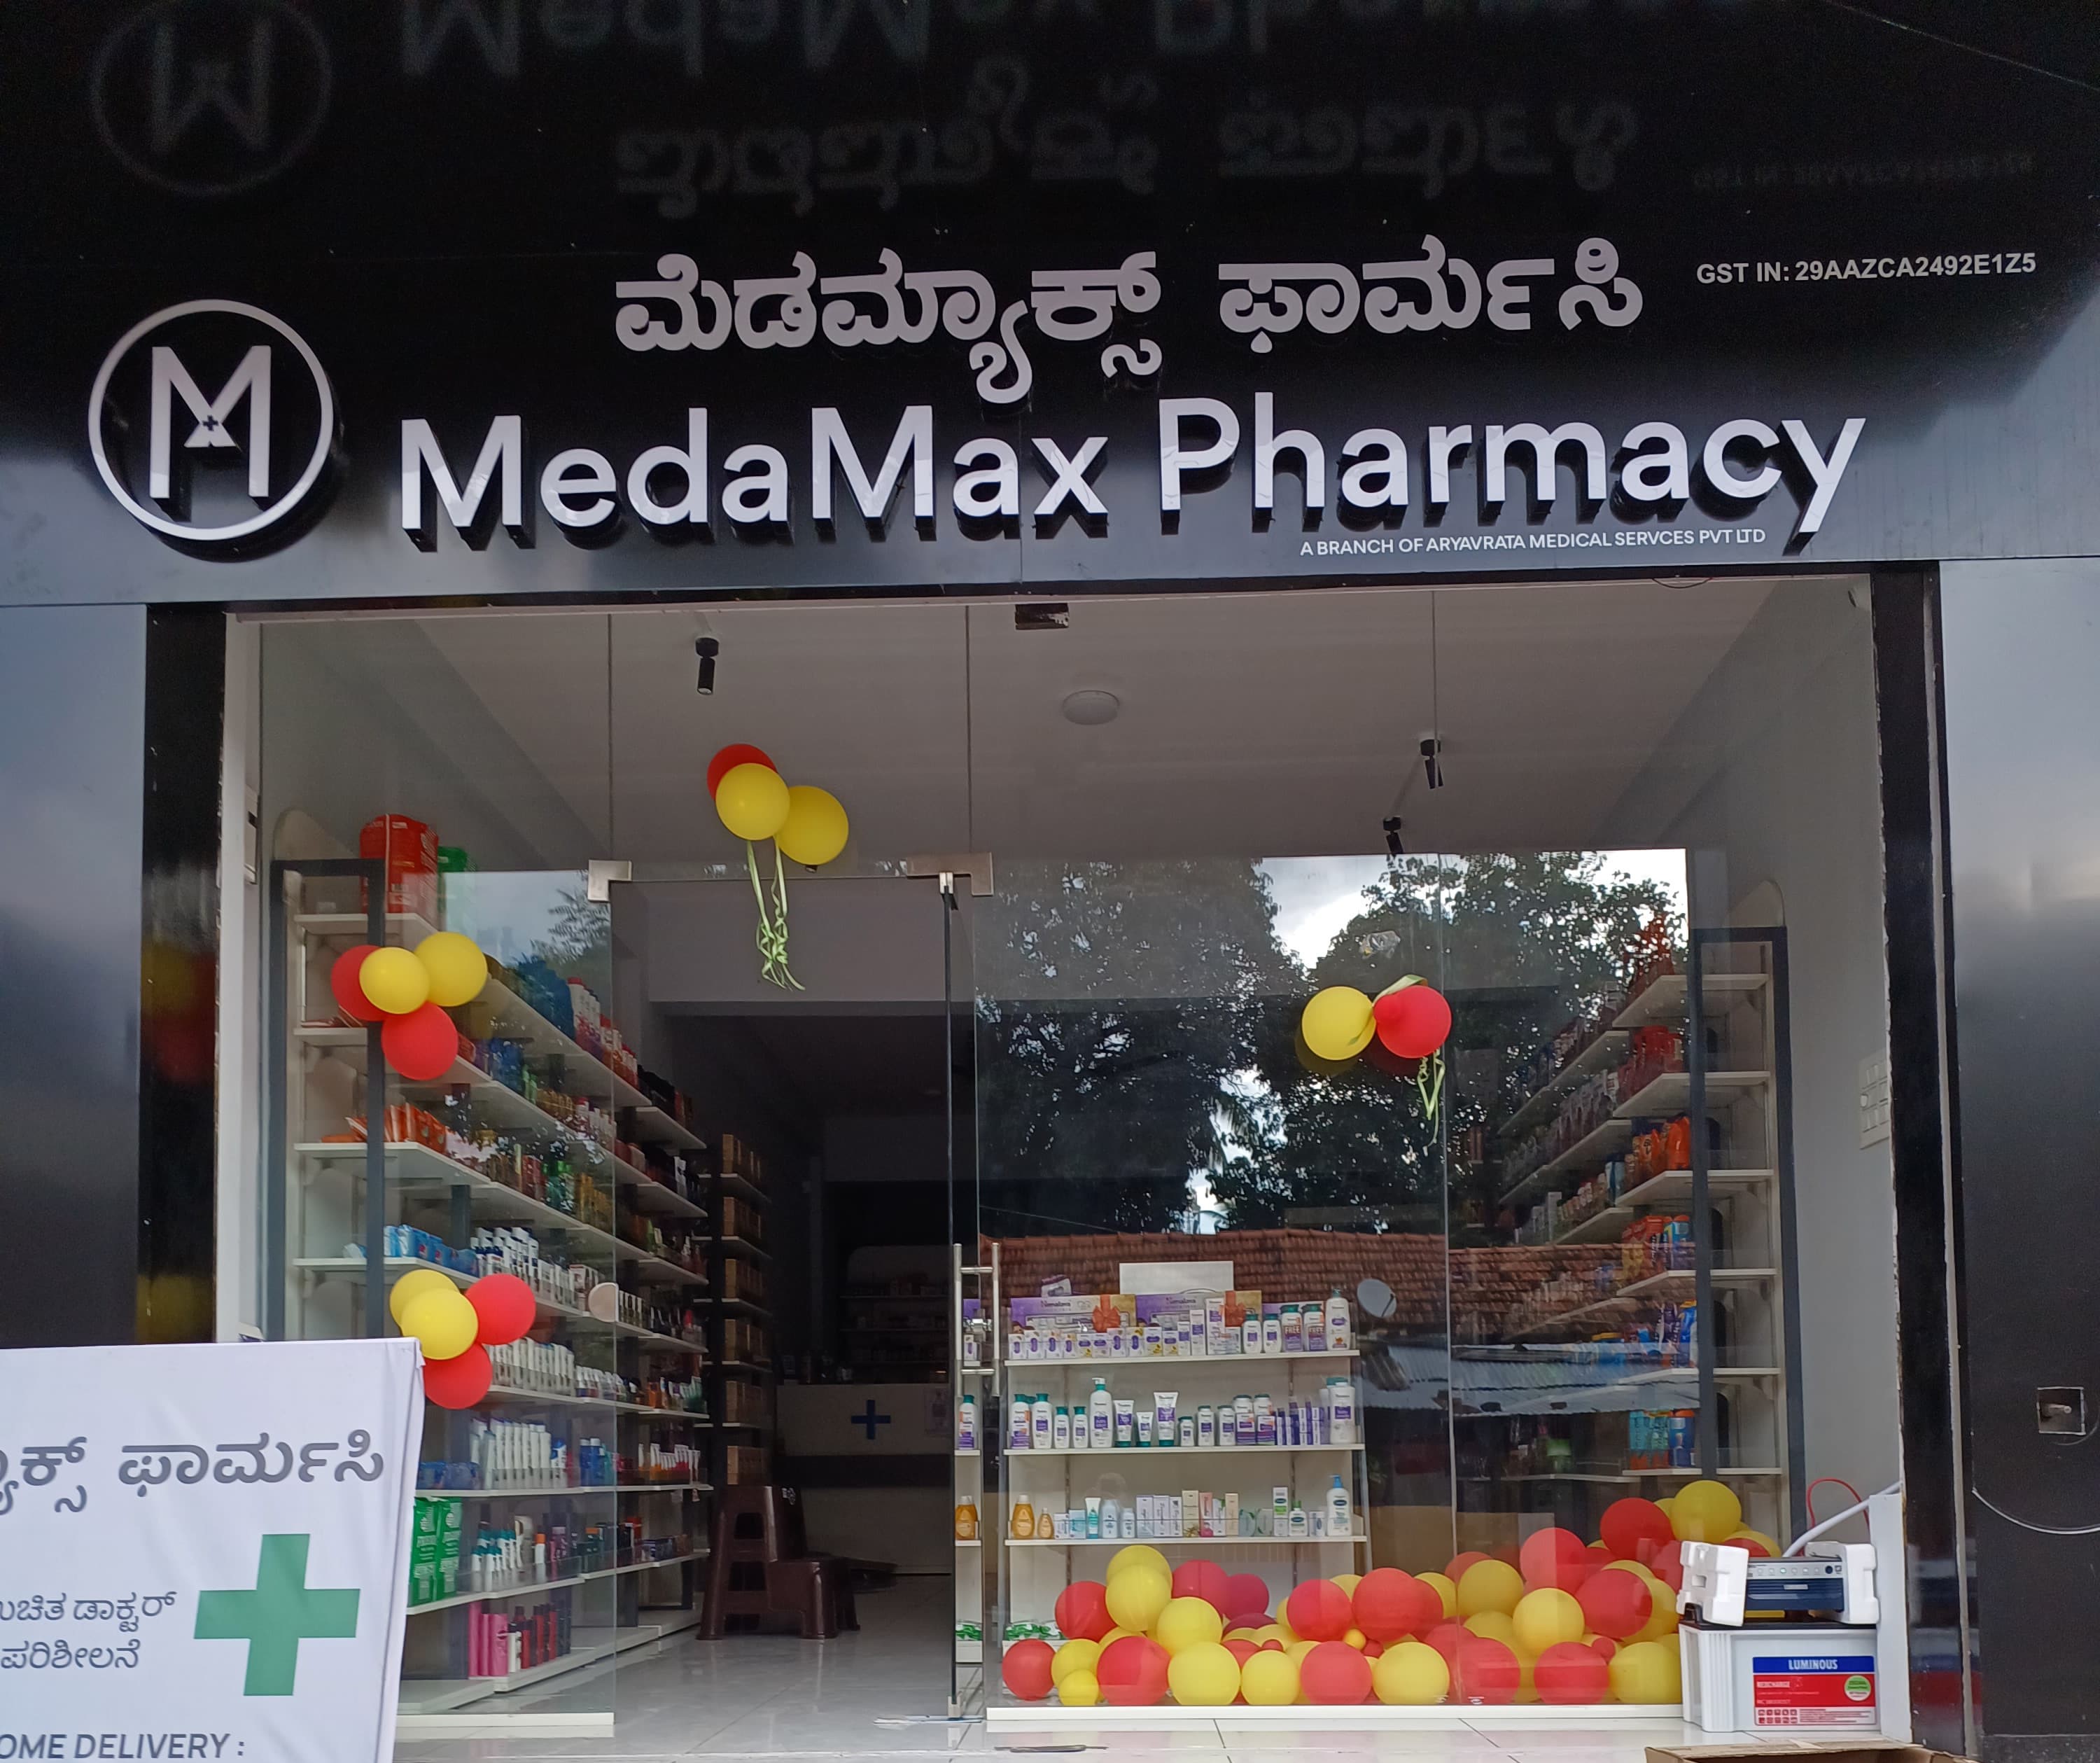 ಮೆಡಮ್ಯಾಕ್ಸ್ ಫಾರ್ಮಸಿ
GST IN: 29AAZCA2492E1Z5
M
MedaMax Pharmacy
A BRANCH OF ARYAVRATA MEDICAL SERVCES PVT LTD
ಫಾರ್ಮಸಿ
ಉಚಿತ ಡಾಕ್ಟರ್
ಪರಿಶೀಲನೆ
OME DELIVERY :
LUMINOUS